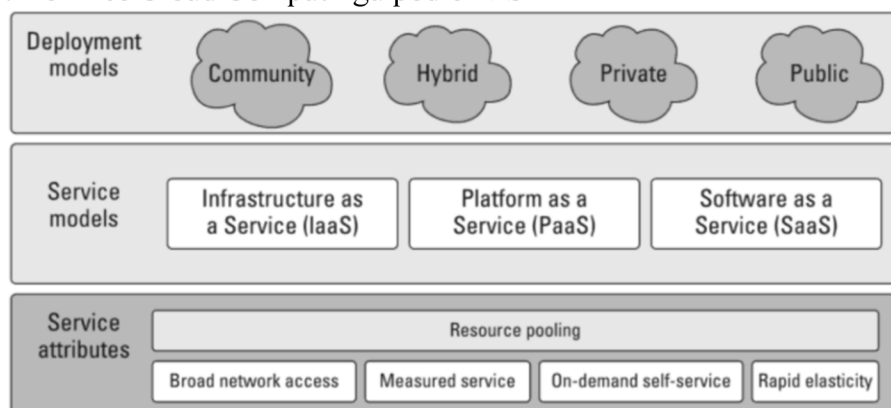 Deployment
models
Community
Hybrid
Private
Public
Service
models
Infrastructure as
a Service (IaaS)
Platform as a
Service (PaaS)
Software as a
Service (SaaS)
Service
attributes
Resource pooling
Broad network access
Measured service
On-demand self-service
Rapid elasticity